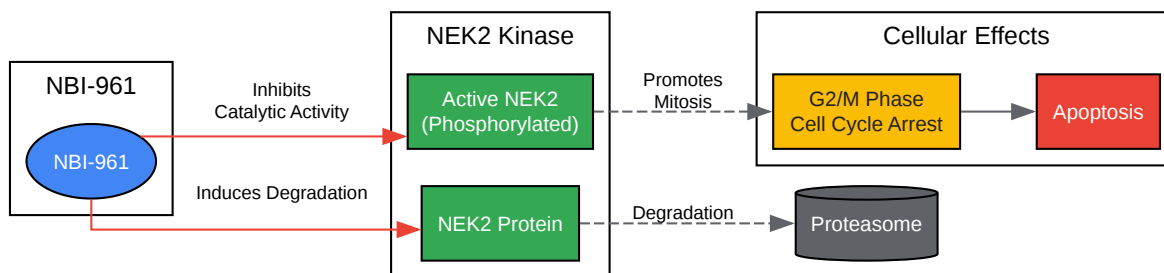 NBI-961
NBI-961
Inhibits
Catalytic Activity
Induces Degradation
NEK2 Kinase
Active NEK2
(Phosphorylated)
NEK2 Protein
Promotes
Mitosis
Degradation
Cellular Effects
G2/M Phase
Cell Cycle Arrest
Apoptosis
Proteasome